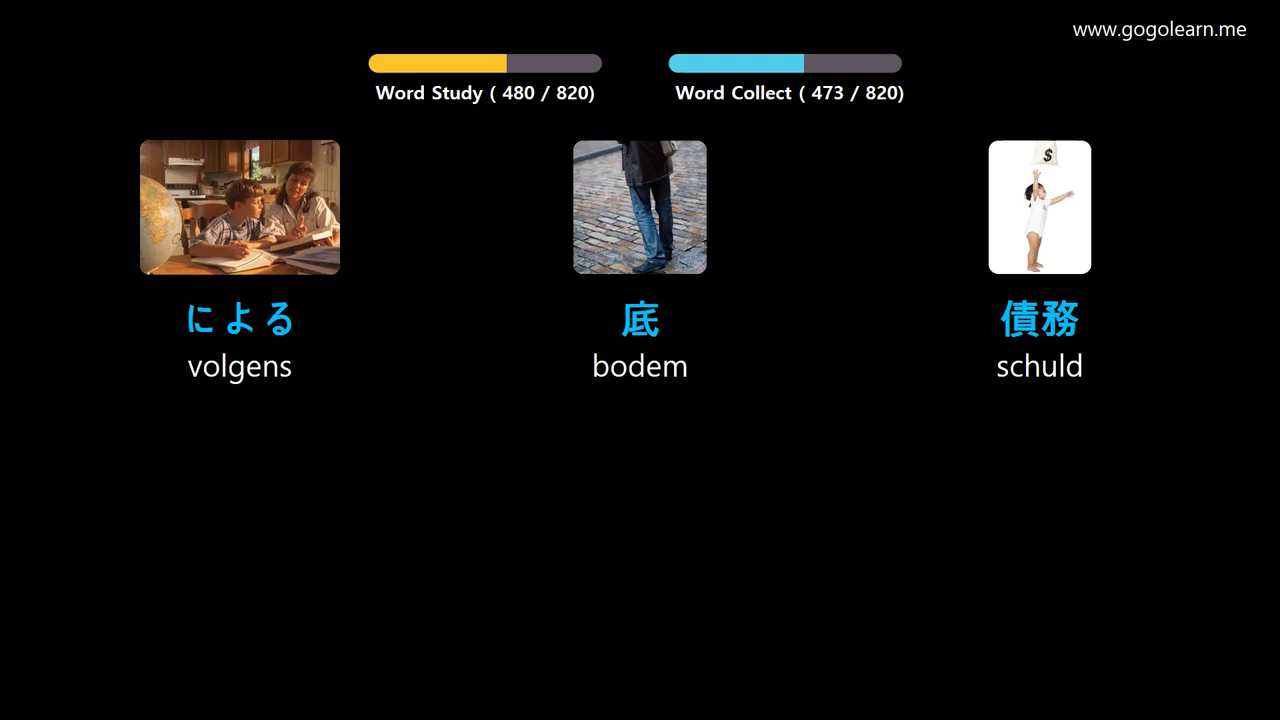 www.gogolearn.me
Word Study ( 480 / 820)
Word Collect ( 473 / 820)
$
による
底
債務
volgens
bodem
schuld